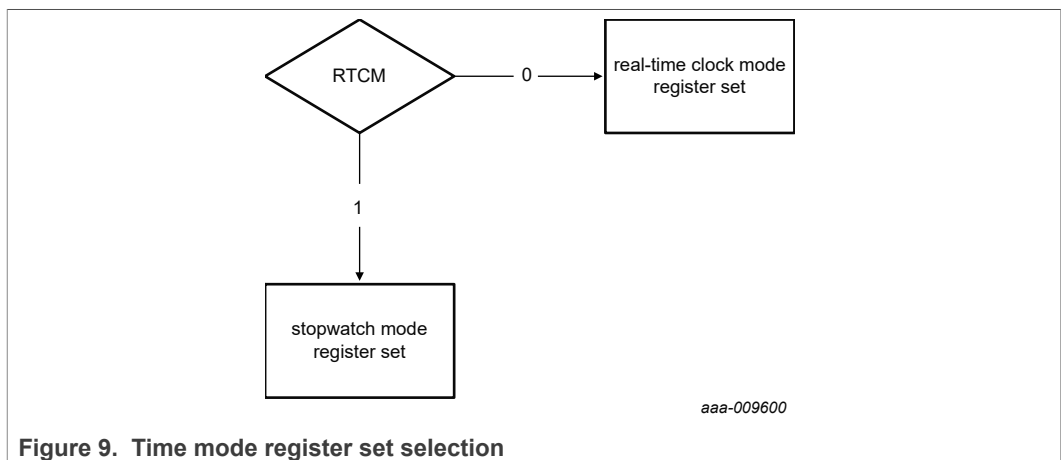 RTCM
0
real-time clock mode
register set
1
stopwatch mode
register set
aaa-009600
Figure 9. Time mode register set selection